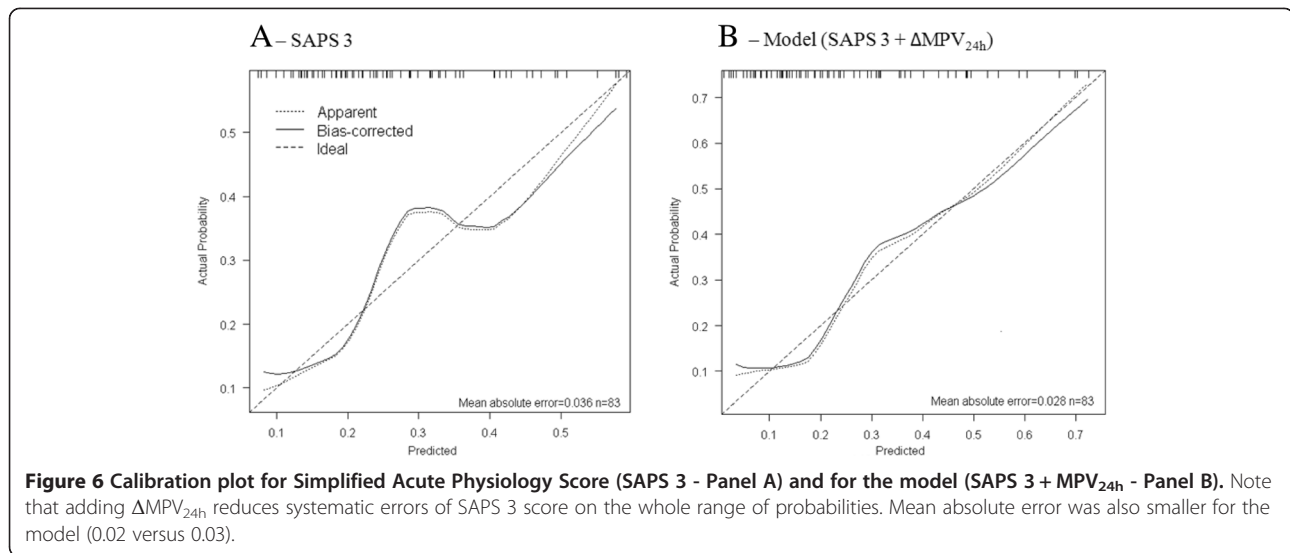 A – SAPS 3
0.5
0.4
0.3
0.2
0.1
Actual Probability
Apparent
Bias-corrected
Ideal
Mean absolute error=0.036 n=83
0.1 0.2 0.3 0.4 0.5
Predicted
B – Model (SAPS 3 + ΔMPV24h)
0.7
0.6
0.5
0.4
0.3
0.2
0.1
Actual Probability
Mean absolute error=0.028 n=83
0.1 0.2 0.3 0.4 0.5 0.6 0.7
Predicted
Figure 6 Calibration plot for Simplified Acute Physiology Score (SAPS 3 - Panel A) and for the model (SAPS 3 + MPV24h - Panel B). Note
that adding ΔMPV24h reduces systematic errors of SAPS 3 score on the whole range of probabilities. Mean absolute error was also smaller for the
model (0.02 versus 0.03).